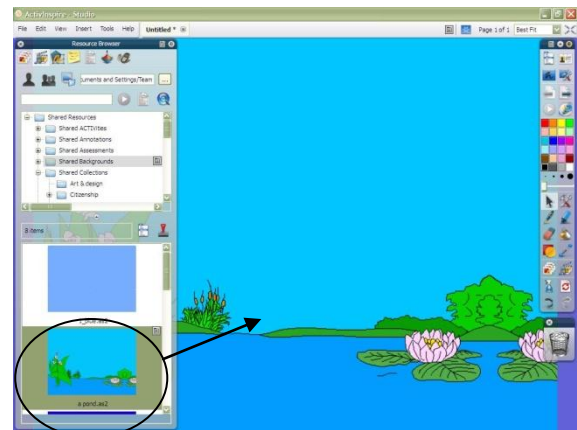 ActivInspire - Studio
File Edit View Insert Tools Help Untitled *
Page 1 of 1 Best Fit
Resource Browser
uments and Settings/Team ...
Shared Resources
Shared ACTIVities
Shared Annotations
Shared Assessments
Shared Backgrounds
Shared Collections
Art & design
Citizenship
8 items
a pond.as2